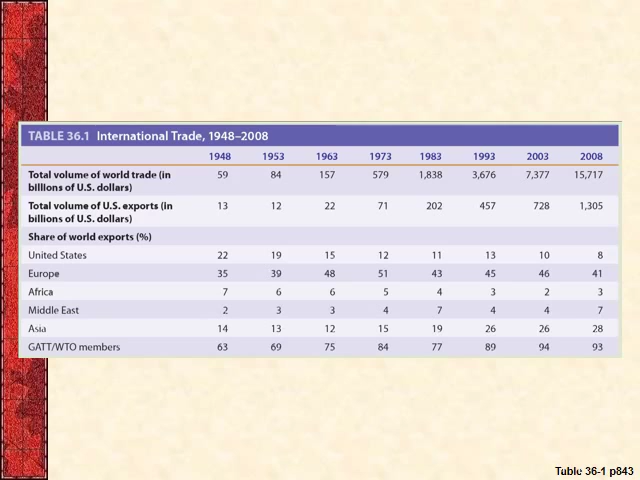 TABLE 36.1 International Trade, 1948–2008
1948 1953 1963 1973 1983 1993 2003 2008
Total volume of world trade (in 59 84 157 579 1,838 3,676 7,377 15,717
billions of U.S. dollars)
Total volume of U.S. exports (in 13 12 22 71 202 457 728 1,305
billions of U.S. dollars)
Share of world exports (%)
United States 22 19 15 12 11 13 10 8
Europe 35 39 48 51 43 45 46 41
Africa 7 6 6 5 4 3 2 3
Middle East 2 3 3 4 7 4 4 7
Asia 14 13 12 15 19 26 26 28
GATT/WTO members 63 69 75 84 77 89 94 93
Table 36-1 p843